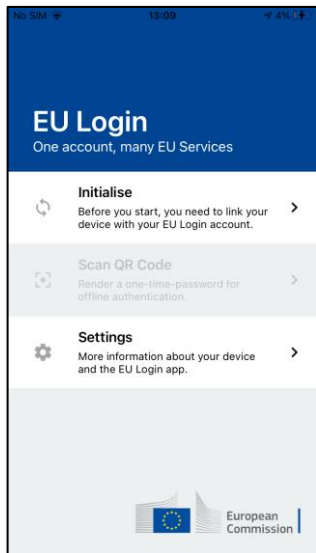 No SIM 13:09 4%
EU Login
One account, many EU Services
Initialise
Before you start, you need to link your
device with your EU Login account.
Scan QR Code
Render a one-time-password for
offline authentication.
Settings
More information about your device
and the EU Login app.
European
Commission